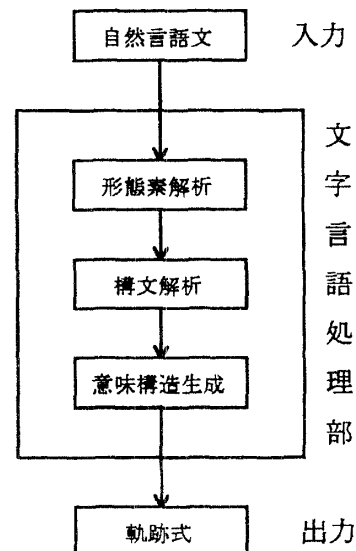 自然言語文 入力
形態素解析
構文解析
意味構造生成
文字言語処理部
軌跡式 出力